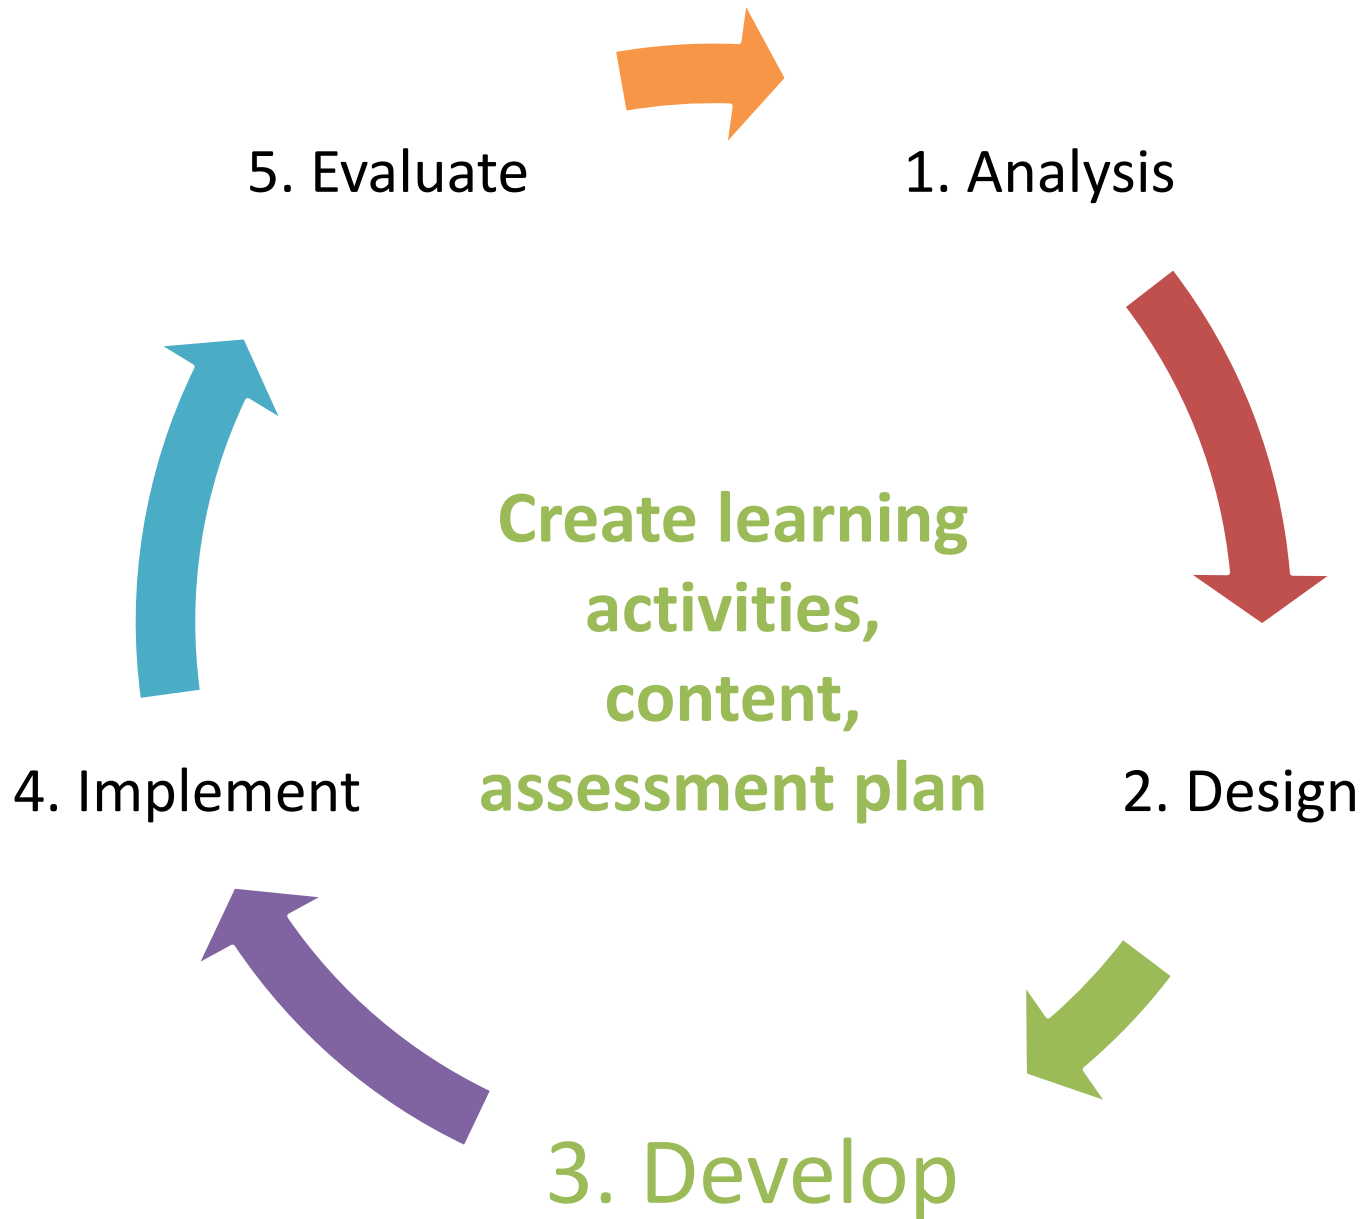 5. Evaluate
1. Analysis
Create learning
activities,
content,
assessment plan
4. Implement
2. Design
3. Develop